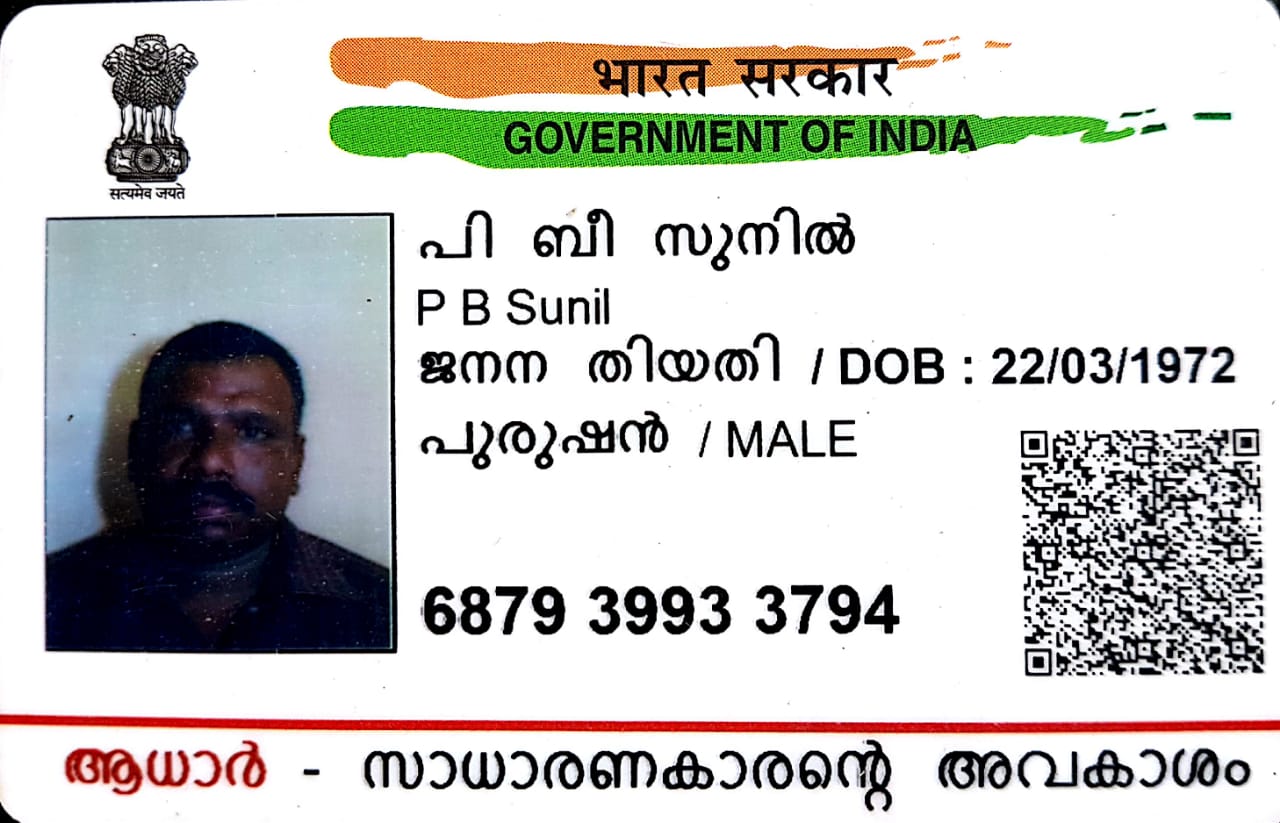 भारत सरकार
GOVERNMENT OF INDIA
सत्यमेव जयते
പി ബീ സുനിൽ
P B Sunil
ജനന തിയതി / DOB : 22/03/1972
പുരുഷൻ / MALE
6879 3993 3794
ആധാർ - സാധാരണകാരന്റെ അവകാശം